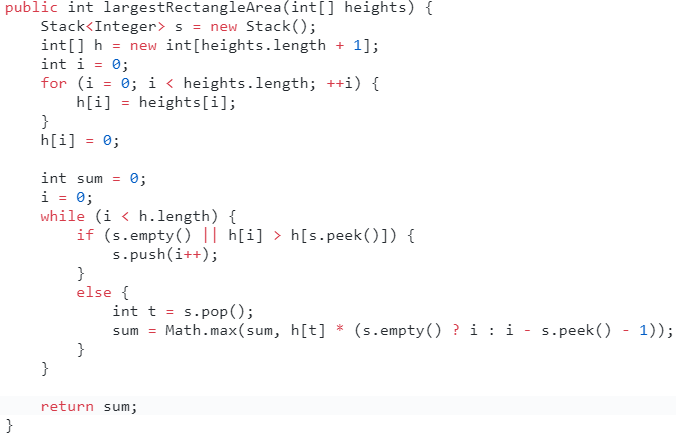 public int largestRectangleArea(int[] heights) {
    Stack<Integer> s = new Stack();
    int[] h = new int[heights.length + 1];
    int i = 0;
    for (i = 0; i < heights.length; ++i) {
        h[i] = heights[i];
    }
    h[i] = 0;

    int sum = 0;
    i = 0;
    while (i < h.length) {
        if (s.empty() || h[i] > h[s.peek()]) {
            s.push(i++);
        }
        else {
            int t = s.pop();
            sum = Math.max(sum, h[t] * (s.empty() ? i : i - s.peek() - 1));
        }
    }

    return sum;
}